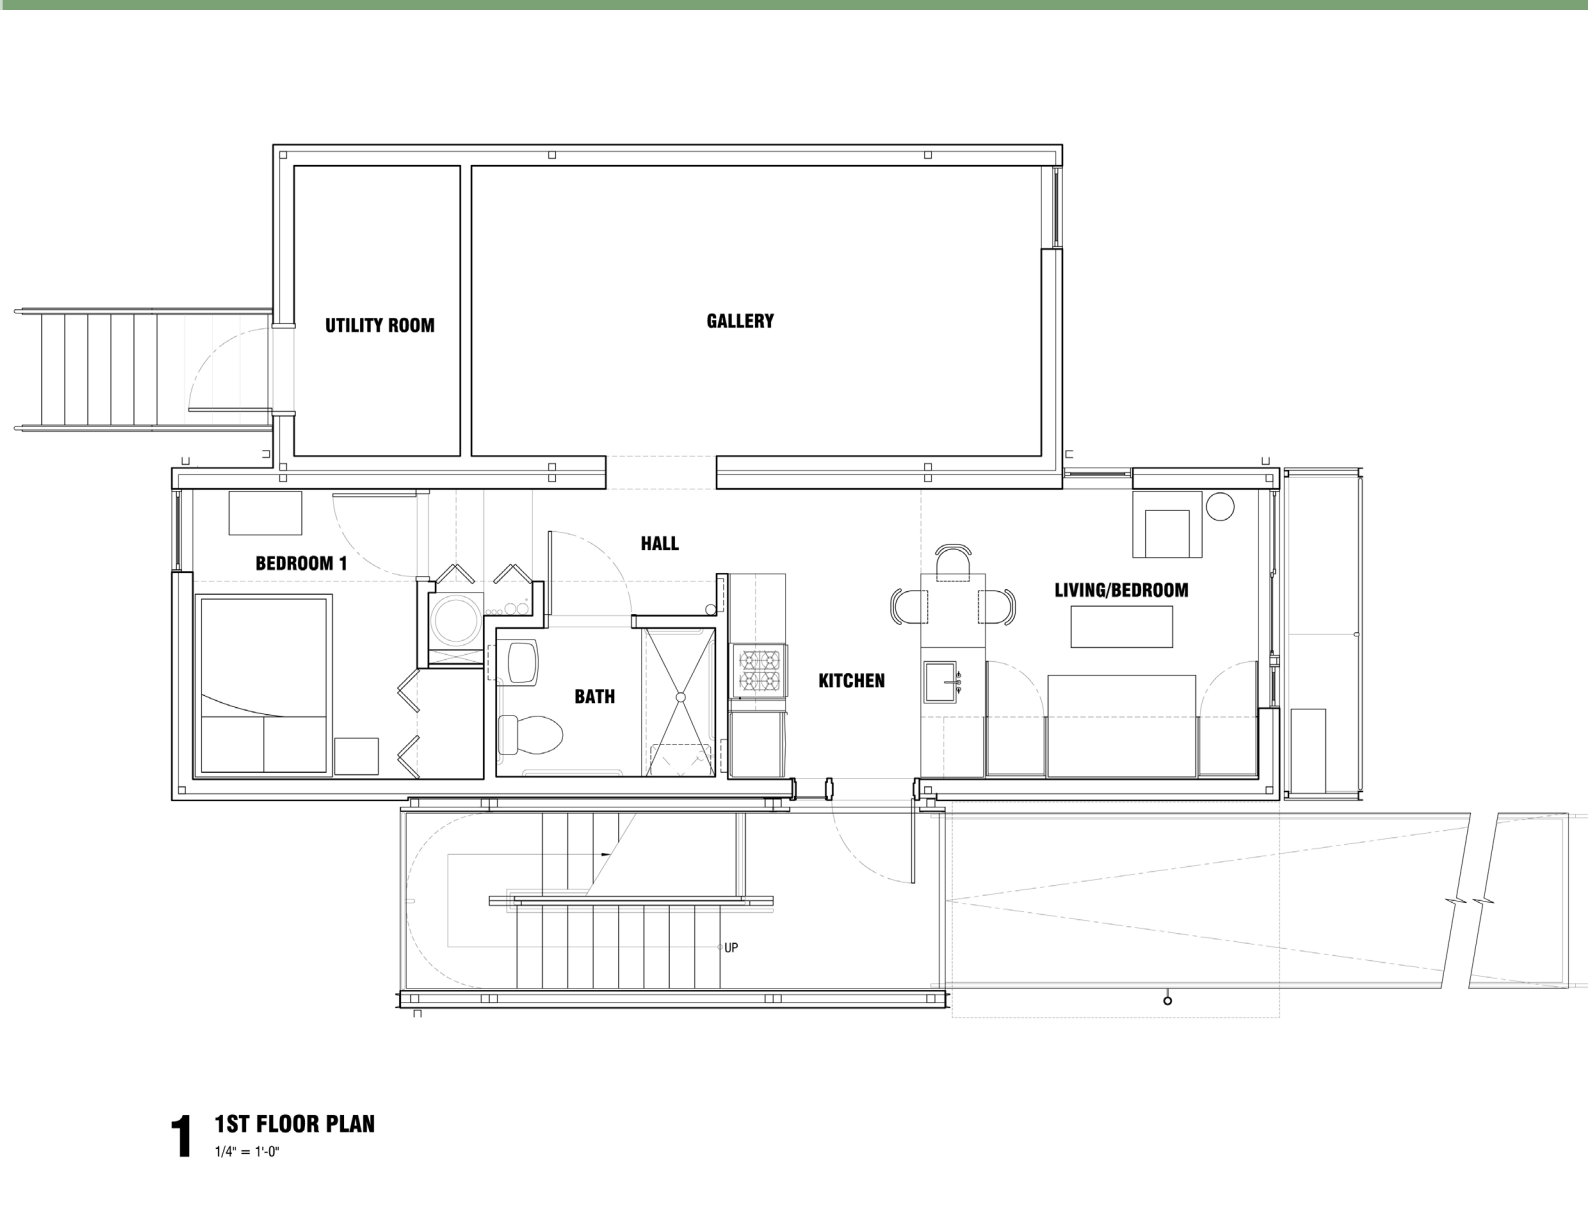 UTILITY ROOM
GALLERY
HALL
BEDROOM 1
LIVING/BEDROOM
KITCHEN
BATH
UP
1
1ST FLOOR PLAN
1/4" = 1'-0"